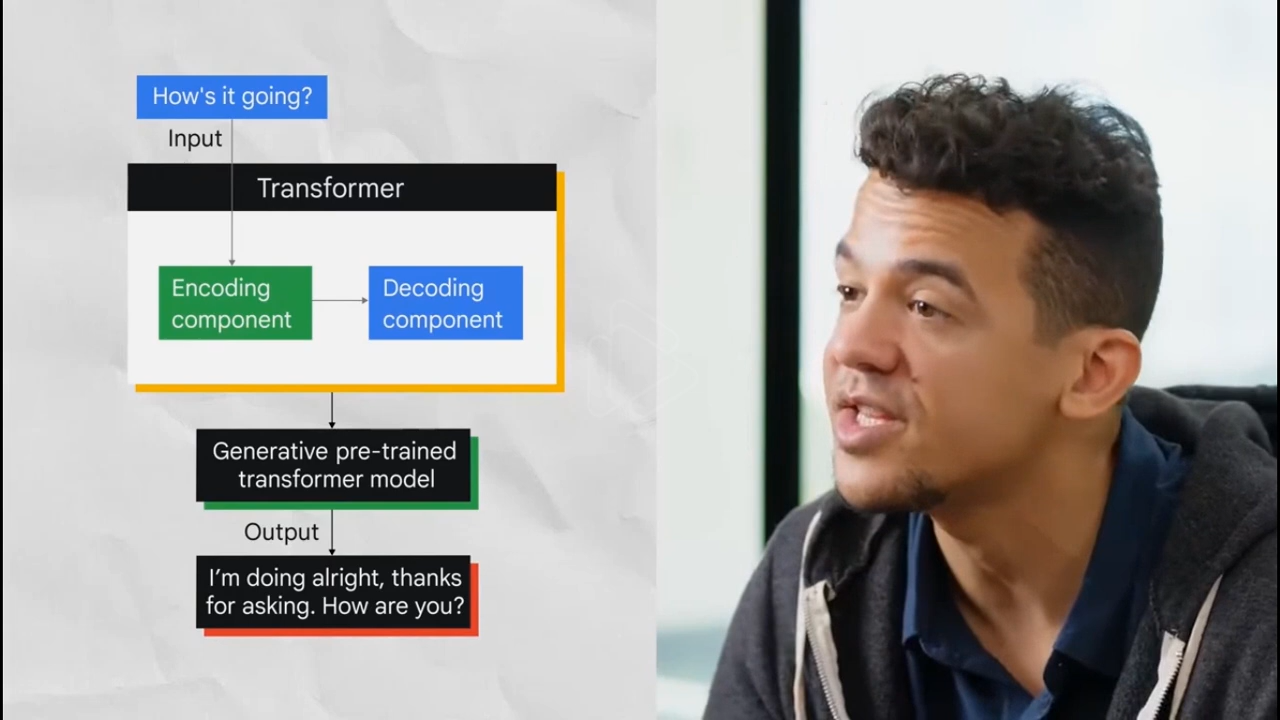 How's it going?
Input
Transformer
Encoding
component
Decoding
component
Generative pre-trained
transformer model
Output
I'm doing alright, thanks
for asking. How are you?